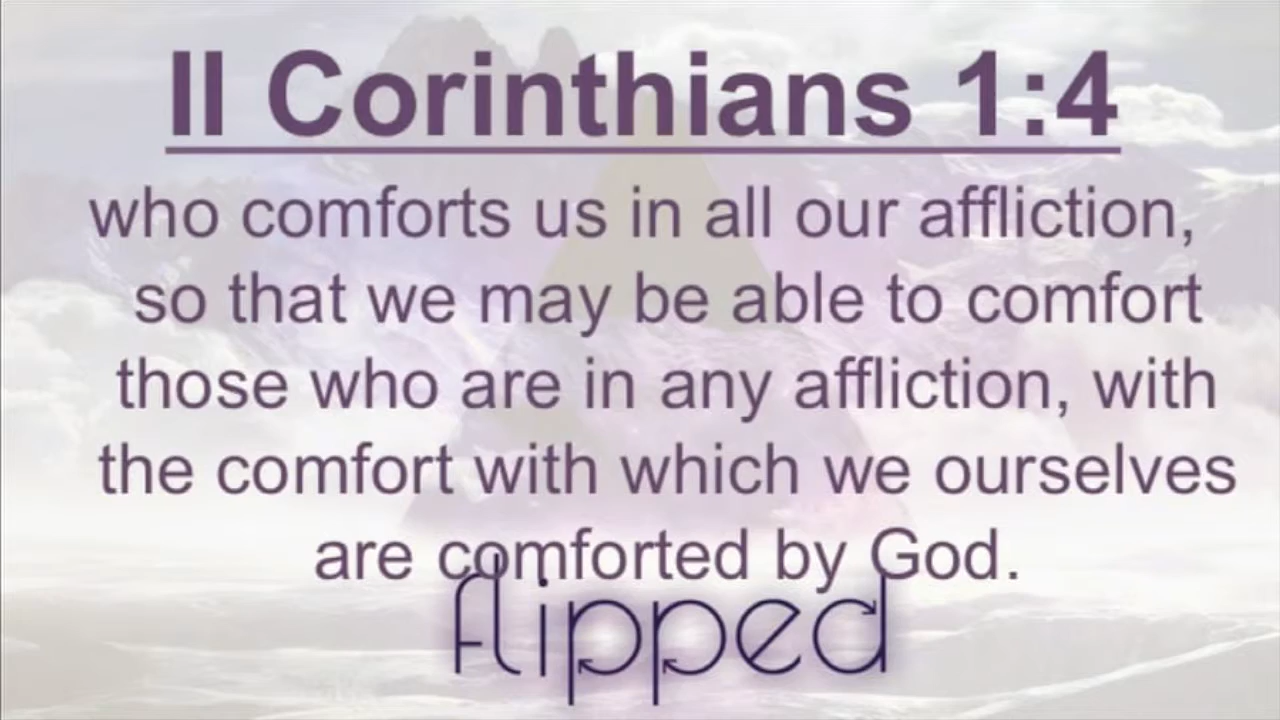 II Corinthians 1:4
who comforts us in all our affliction,
so that we may be able to comfort
those who are in any affliction, with
the comfort with which we ourselves
are comforted by God.
flipped